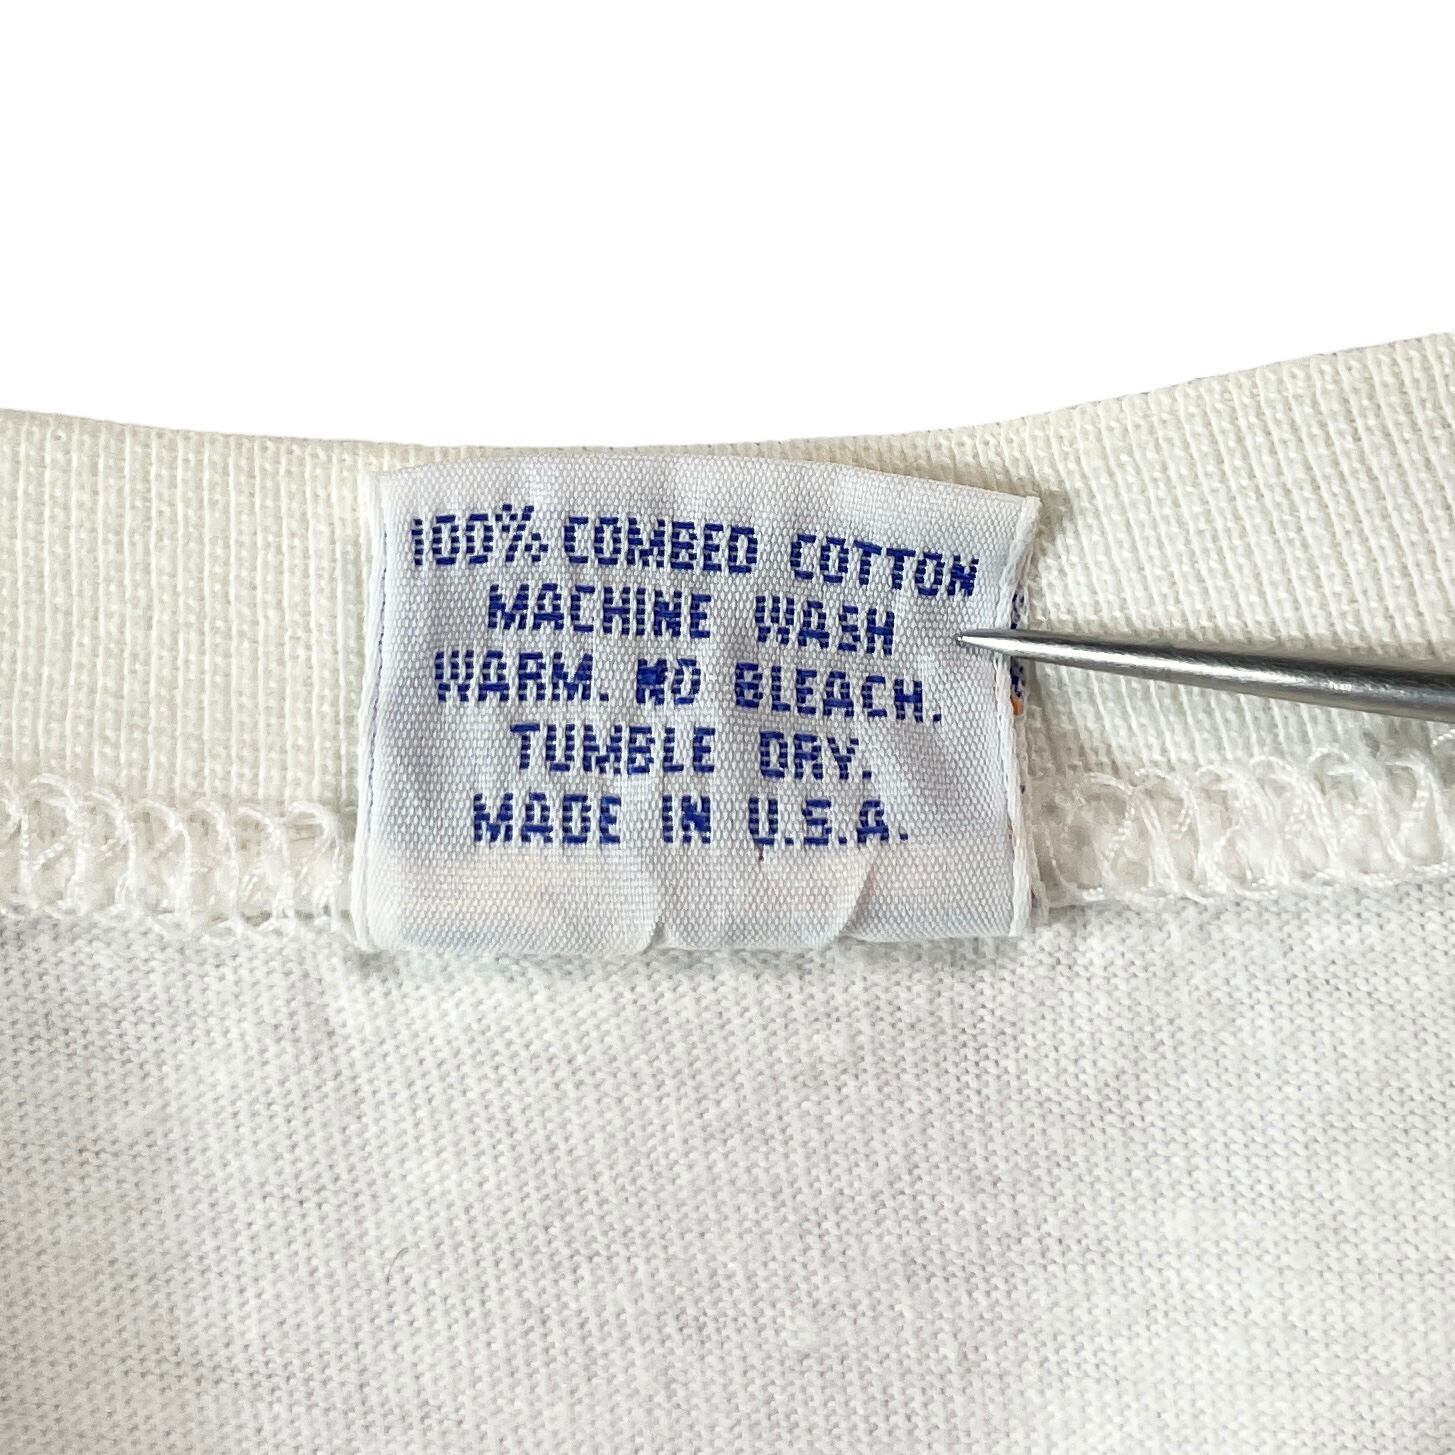 100% COMBED COTTON
MACHINE WASH
WARM. NO BLEACH.
TUMBLE DRY.
MADE IN U.S.A.